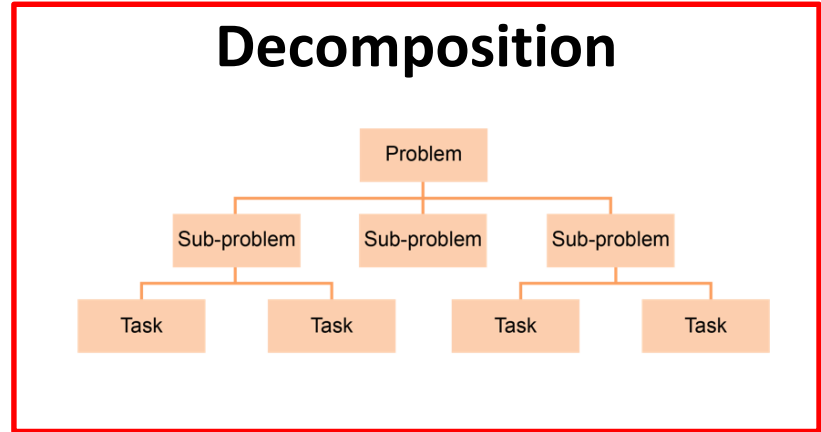 Decomposition
Problem
Sub-problem
Sub-problem
Sub-problem
Task
Task
Task
Task